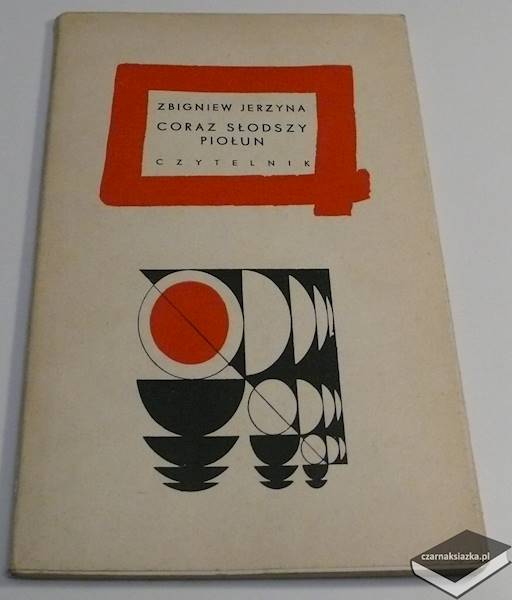 ZBIGNIEW JERZYNA
CORAZ SŁODSZY
PIOŁUN
CZYTELNIK
czarnaksiazka.pl